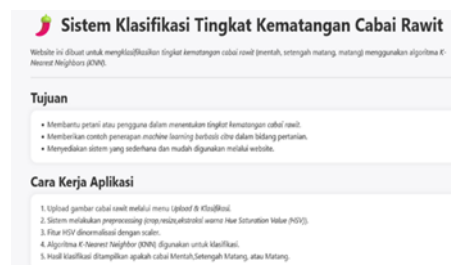 Sistem Klasifikasi Tingkat Kematangan Cabai Rawit
Website ini dibuat untuk mengklasifikasikan tingkat kematangan cabai rawit (mentah, setengah matang, matang) menggunakan algoritma K-
Nearest Neighbors (KNN).
Tujuan
• Membantu petani atau pengguna dalam menentukan tingkat kematangan cabai rawit.
• Memberikan contoh penerapan machine learning berbasis citra dalam bidang pertanian.
• Menyediakan sistem yang sederhana dan mudah digunakan melalui website.
Cara Kerja Aplikasi
1. Upload gambar cabai rawit melalui menu Upload & Klasifikasi.
2. Sistem melakukan preprocessing (crop,resize,ekstraksi warna Hue Saturation Value (HSV)),
3. Fitur HSV dinormalisasi dengan scaler.
4. Algoritma K-Nearest Neighbor (KNN) digunakan untuk klasifikasi.
5. Hasil klasifikasi ditampilkan apakah cabai Mentah,Setengah Matang, atau Matang.